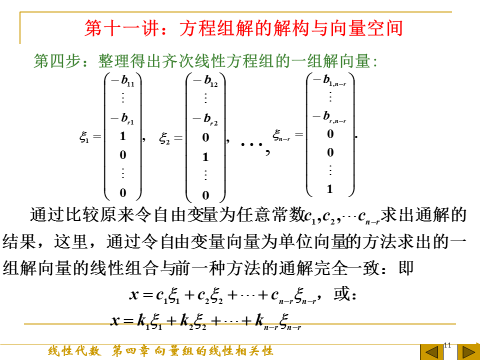 第十一讲：方程组解的解构与向量空间
第四步：整理得出齐次线性方程组的一组解向量:
ξ₁ = (−b₁₁, ⋮, −bᵣ₁, 1, 0, ⋮, 0), ξ₂ = (−b₁₂, ⋮, −bᵣ₂, 0, 1, ⋮, 0), …, ξₙ₋ᵣ = (−b₁,ₙ₋ᵣ, ⋮, −bᵣ,ₙ₋ᵣ, 0, 0, ⋮, 1).
通过比较原来令自由变量为任意常数c₁,c₂,⋯cₙ₋ᵣ求出通解的
结果，这里，通过令自由变量向量为单位向量的方法求出的一
组解向量的线性组合与前一种方法的通解完全一致：即
x = c₁ξ₁ + c₂ξ₂ + ⋯ + cₙ₋ᵣξₙ₋ᵣ，或：
x = k₁ξ₁ + k₂ξ₂ + ⋯ + kₙ₋ᵣξₙ₋ᵣ
线性代数 第四章 向量组的线性相关性
11